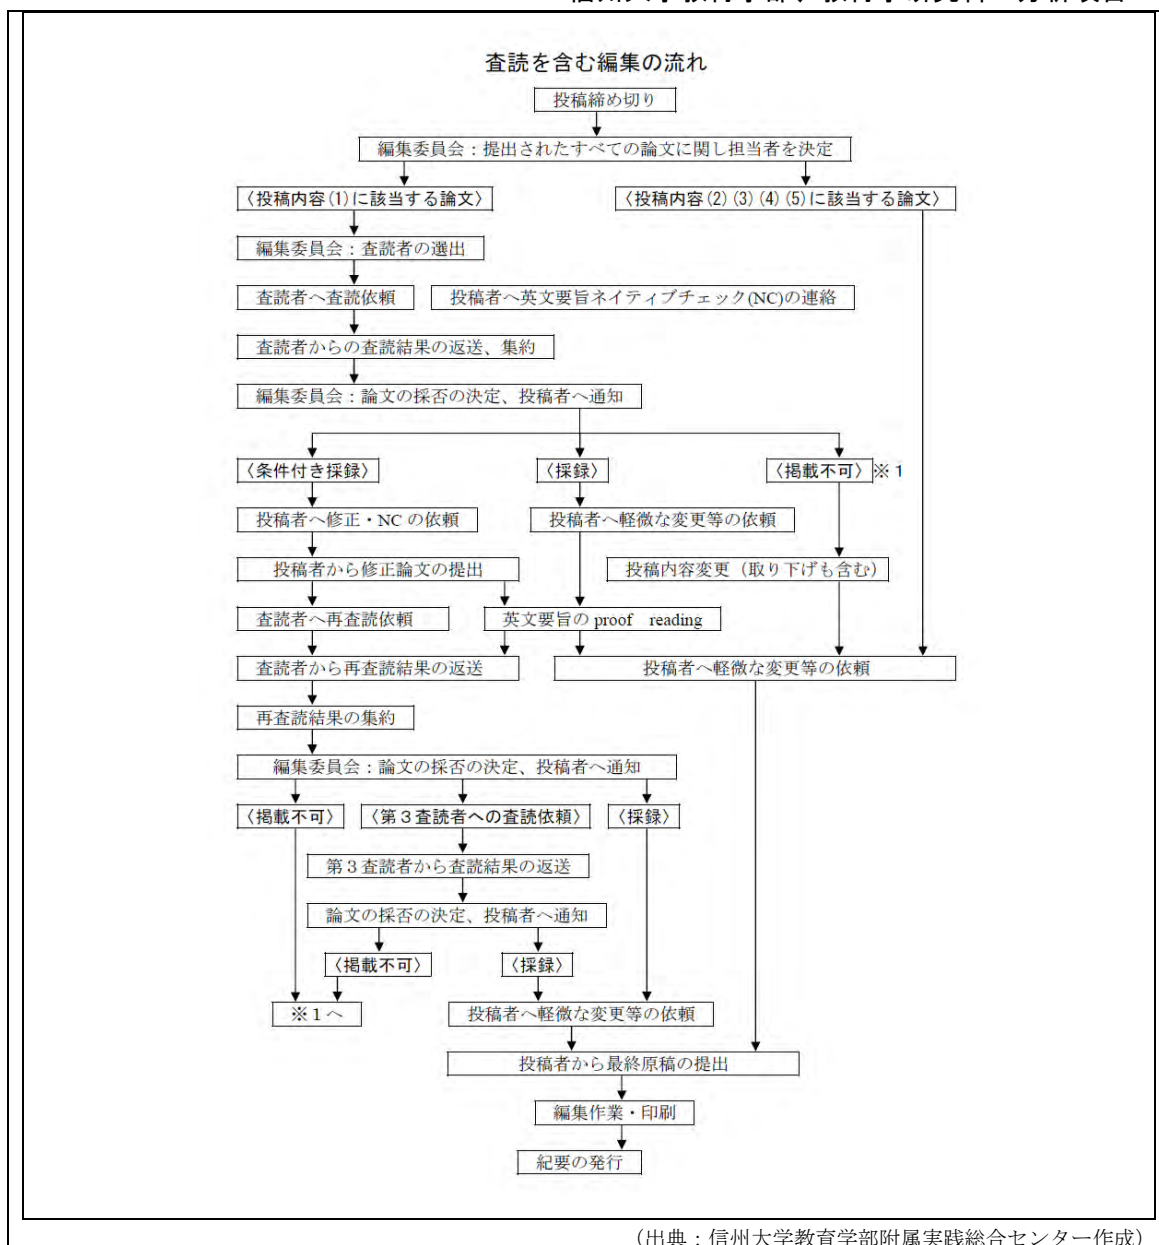 査読を含む編集の流れ
投稿締め切り
編集委員会：提出されたすべての論文に関し担当者を決定
〈投稿内容(1)に該当する論文〉
〈投稿内容(2)(3)(4)(5)に該当する論文〉
編集委員会：査読者の選出
査読者へ査読依頼
投稿者へ英文要旨ネイティブチェック(NC)の連絡
査読者からの査読結果の返送、集約
編集委員会：論文の採否の決定、投稿者へ通知
〈条件付き採録〉
〈採録〉
〈掲載不可〉※１
投稿者へ修正・NC の依頼
投稿者へ軽微な変更等の依頼
投稿者から修正論文の提出
投稿内容変更（取り下げも含む）
査読者へ再査読依頼
英文要旨の proof reading
査読者から再査読結果の返送
投稿者へ軽微な変更等の依頼
再査読結果の集約
編集委員会：論文の採否の決定、投稿者へ通知
〈掲載不可〉
〈第３査読者への査読依頼〉
〈採録〉
第３査読者から査読結果の返送
論文の採否の決定、投稿者へ通知
〈掲載不可〉
〈採録〉
※１へ
投稿者へ軽微な変更等の依頼
投稿者から最終原稿の提出
編集作業・印刷
紀要の発行
（出典：信州大学教育学部附属実践総合センター作成）